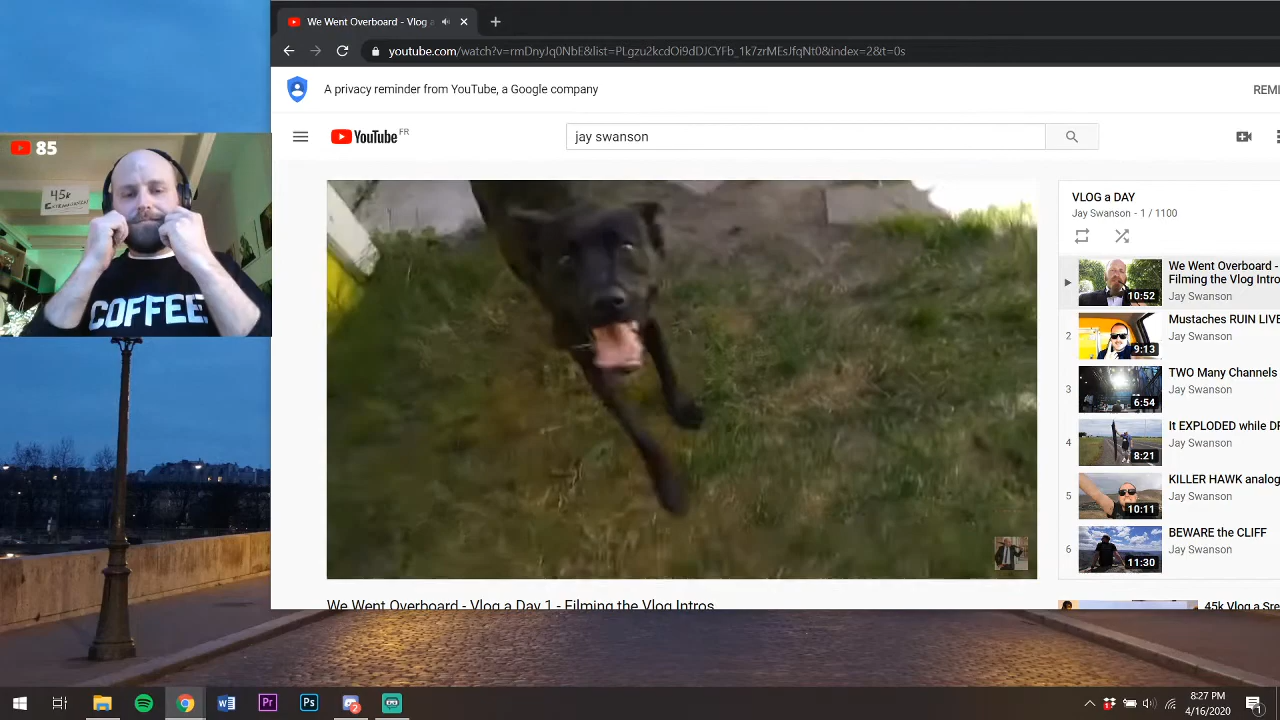 We Went Overboard - Vlog a
youtube.com/watch?v=rmDnyJq0NbE&list=PLgzu2kcdOi9dDJCYFb_1k7zrMEsJfqNt0&index=2&t=0s
A privacy reminder from YouTube, a Google company
REMI
YouTube FR
jay swanson
85
45k
COFFEE
VLOG a DAY
Jay Swanson - 1 / 1100
We Went Overboard -
Filming the Vlog Intro
Jay Swanson
10:52
2
Mustaches RUIN LIVE
Jay Swanson
9:13
3
TWO Many Channels
Jay Swanson
6:54
4
It EXPLODED while DR
Jay Swanson
8:21
5
KILLER HAWK analog
Jay Swanson
10:11
6
BEWARE the CLIFF
Jay Swanson
11:30
We Went Overboard - Vlog a Day 1 - Filming the Vlog Intros
45k Vlog a
W
Pr
Ps
2
8:27 PM
4/16/2020
1